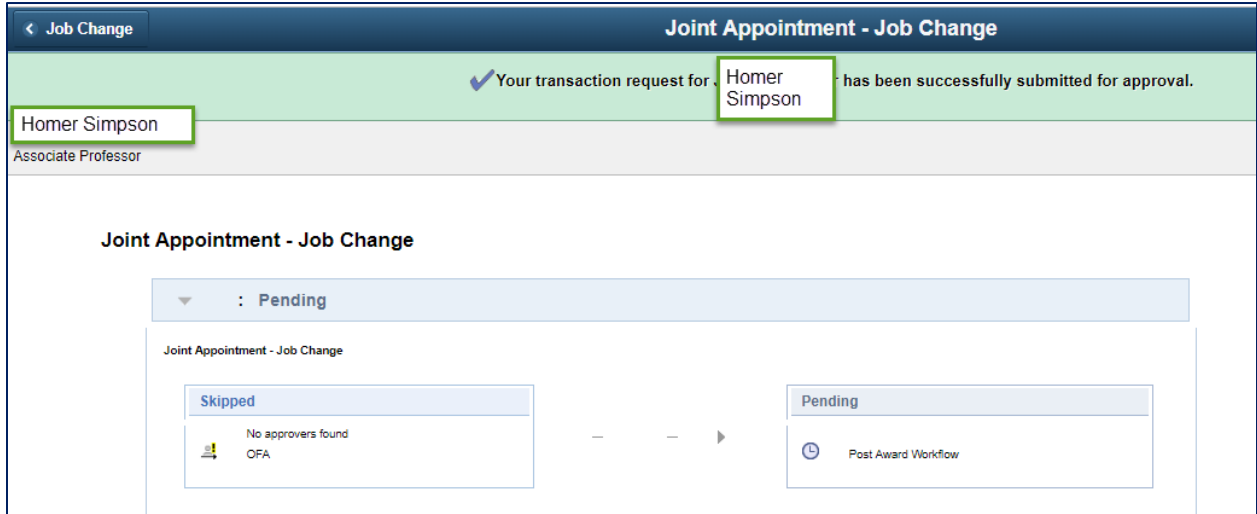 Job Change
Joint Appointment - Job Change
Your transaction request for Homer Simpson has been successfully submitted for approval.
Homer Simpson
Associate Professor
Joint Appointment - Job Change
: Pending
Joint Appointment - Job Change
Skipped
No approvers found
OFA
Pending
Post Award Workflow